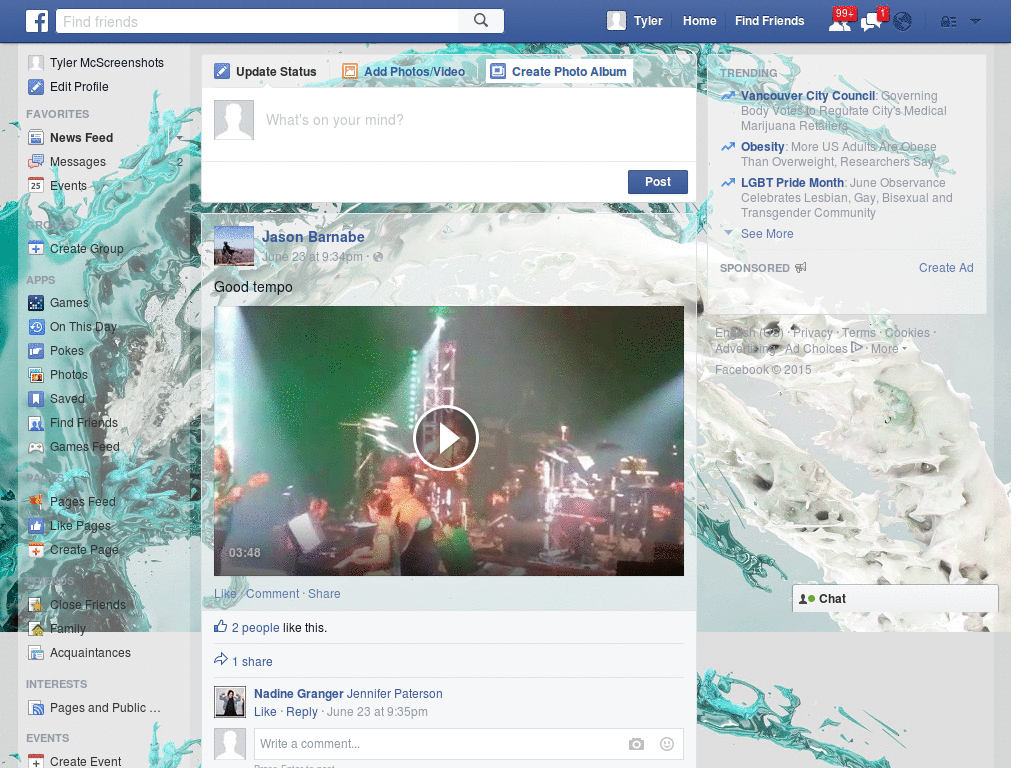 f
Find friends
Tyler
Home
Find Friends
99+
1
Tyler McScreenshots
Edit Profile
FAVORITES
News Feed
Messages
2
Events
25
GROUPS
Create Group
APPS
Games
On This Day
Pokes
Photos
Saved
Find Friends
Games Feed
PAGES
Pages Feed
Like Pages
Create Page
FRIENDS
Close Friends
Family
Acquaintances
INTERESTS
Pages and Public ...
EVENTS
Create Event
Update Status
Add Photos/Video
Create Photo Album
What's on your mind?
Post
Jason Barnabe
June 23 at 9:34pm ·
Good tempo
03:48
Like · Comment · Share
2 people like this.
1 share
Nadine Granger Jennifer Paterson
Like · Reply · June 23 at 9:35pm
Write a comment...
Press Enter to post.
TRENDING
Vancouver City Council: Governing
Body Votes to Regulate City's Medical
Marijuana Retailers
Obesity: More US Adults Are Obese
Than Overweight, Researchers Say
LGBT Pride Month: June Observance
Celebrates Lesbian, Gay, Bisexual and
Transgender Community
See More
SPONSORED
Create Ad
English (US) · Privacy · Terms · Cookies ·
Advertising · Ad Choices · More
Facebook © 2015
Chat